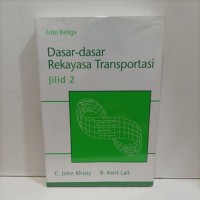 Edisi Ketiga
Dasar-dasar
Rekayasa Transportasi
Jilid 2
C. Jotin Khisty B. Kent Lall